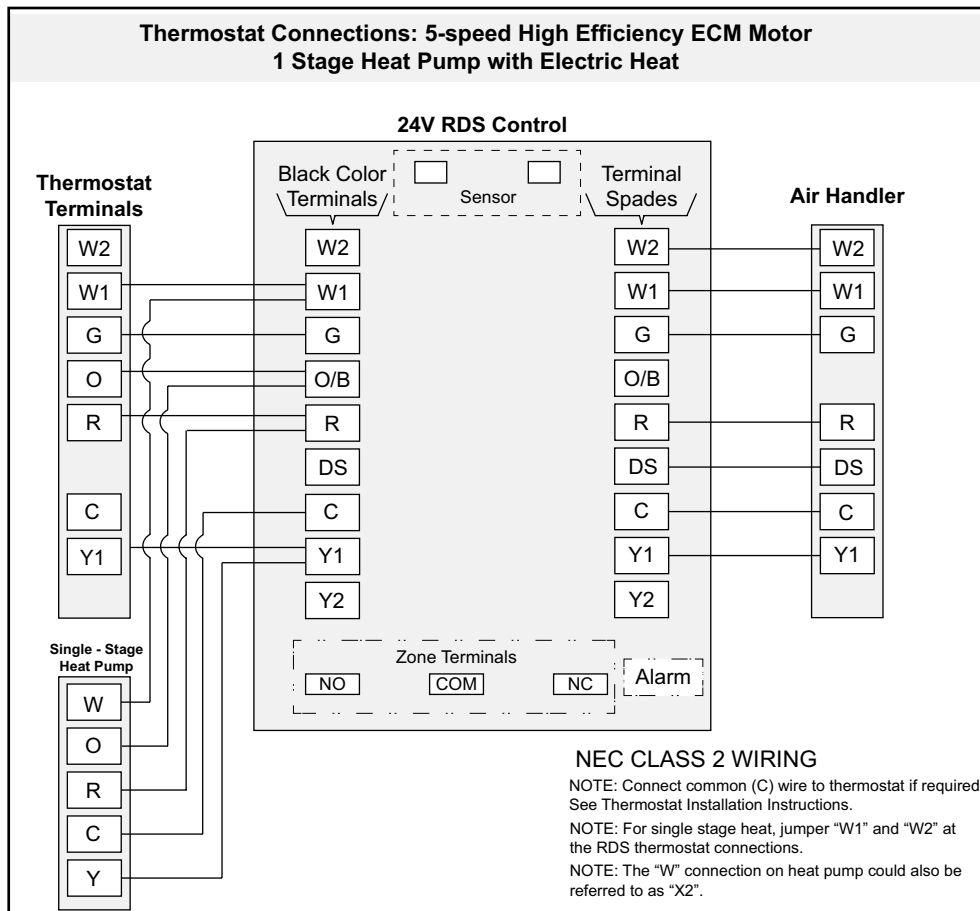 Thermostat Connections: 5-speed High Efficiency ECM Motor
1 Stage Heat Pump with Electric Heat
24V RDS Control
Thermostat
Terminals
W2
W1
G
O
R
C
Y1
Single - Stage
Heat Pump
W
O
R
C
Y
Black Color
Terminals
W2
W1
G
O/B
R
DS
C
Y1
Y2
Sensor
Terminal
Spades
W2
W1
G
O/B
R
DS
C
Y1
Y2
Zone Terminals
NO
COM
NC
Alarm
Air Handler
W2
W1
G
R
DS
C
Y1
NEC CLASS 2 WIRING
NOTE: Connect common (C) wire to thermostat if required
See Thermostat Installation Instructions.
NOTE: For single stage heat, jumper “W1” and “W2” at
the RDS thermostat connections.
NOTE: The “W” connection on heat pump could also be
referred to as “X2”.